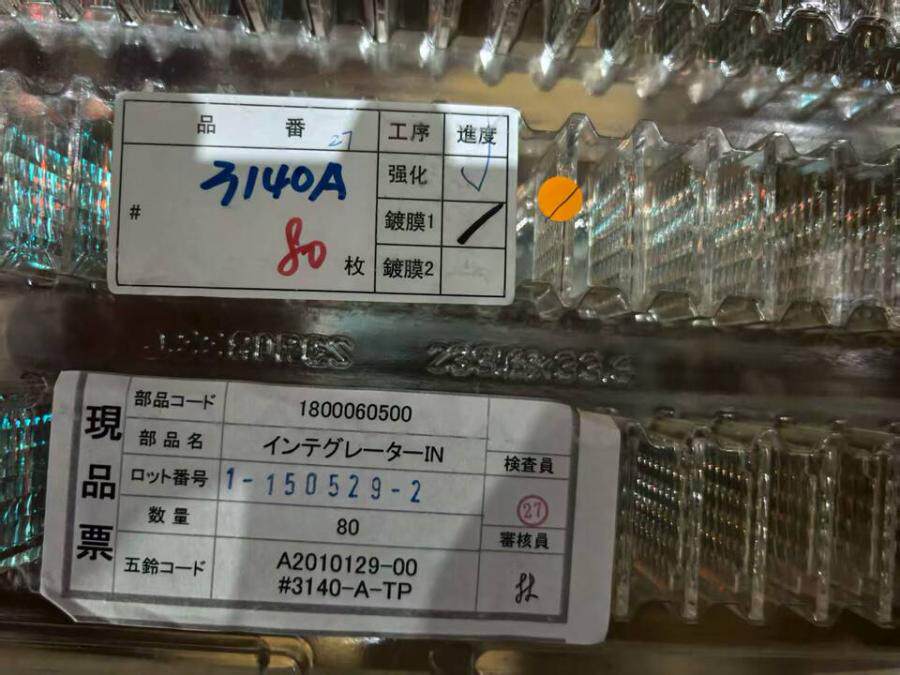 品 番
27
工序
進度
3140A
强化
#
鍍膜1
80
枚
鍍膜2
現品票
部品コード
1800060500
部品名
インテグレーターIN
検査員
ロット番号
1-150529-2
27
数量
80
審核員
五鈴コード
A2010129-00
#3140-A-TP